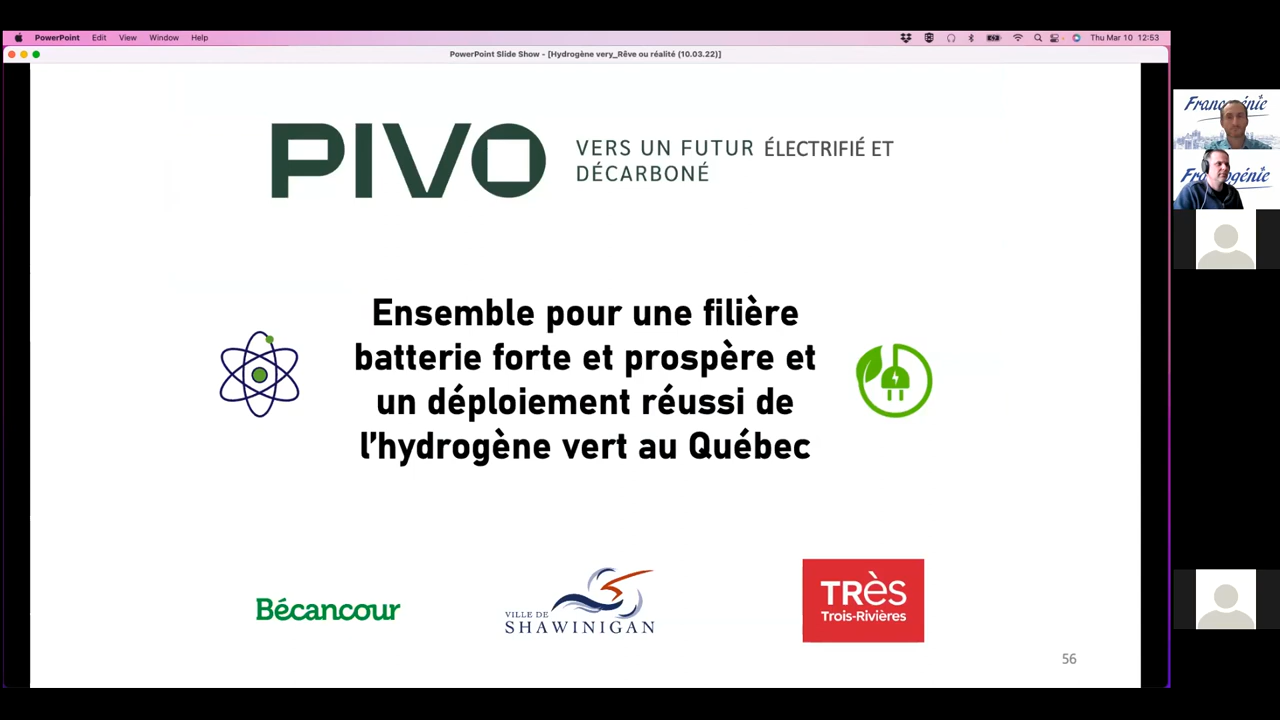 PowerPoint Edit View Window Help
Thu Mar 10 12:53
PowerPoint Slide Show - [Hydrogène very_Rêve ou réalité (10.03.22)]
PIVO
VERS UN FUTUR ÉLECTRIFIÉ ET
DÉCARBONÉ
Ensemble pour une filière
batterie forte et prospère et
un déploiement réussi de
l'hydrogène vert au Québec
Bécancour
VILLE DE
SHAWINIGAN
TRÈS
Trois-Rivières
56